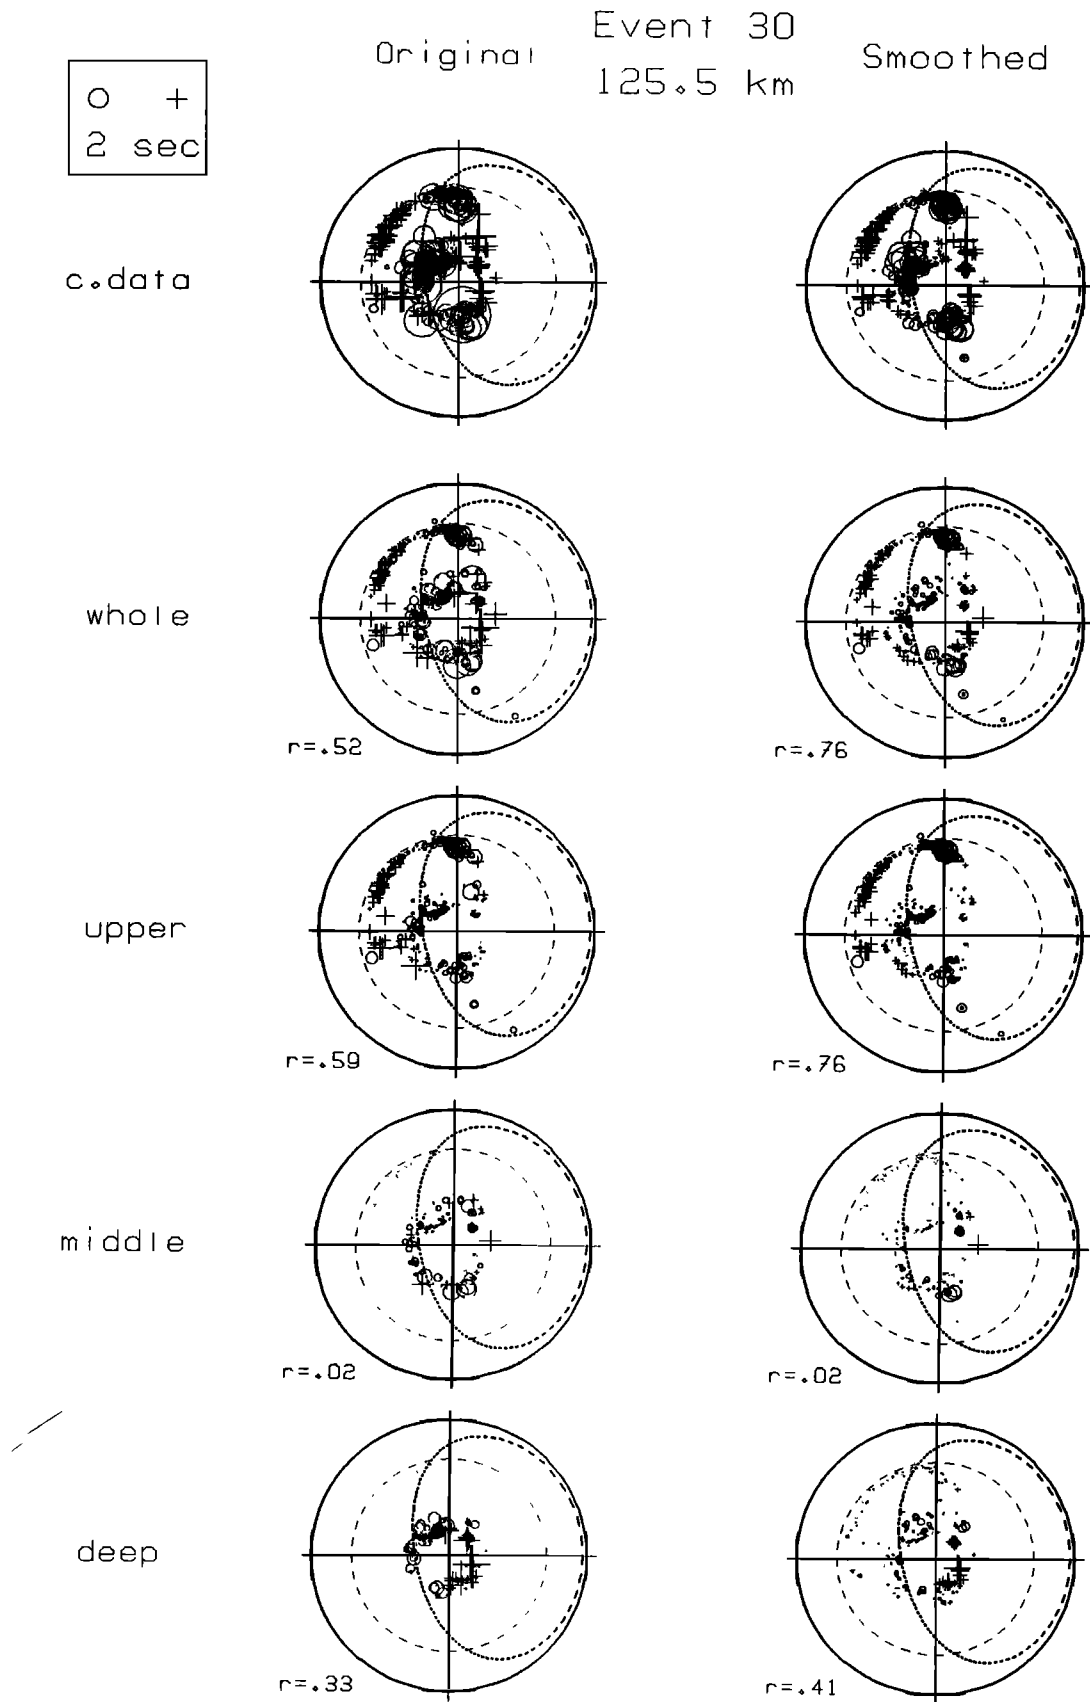 Event 30
Original
Smoothed
125.5 km
O +
2 sec
c.data
whole
r=.52
r=.76
upper
r=.59
r=.76
middle
r=.02
r=.02
deep
r=.33
r=.41